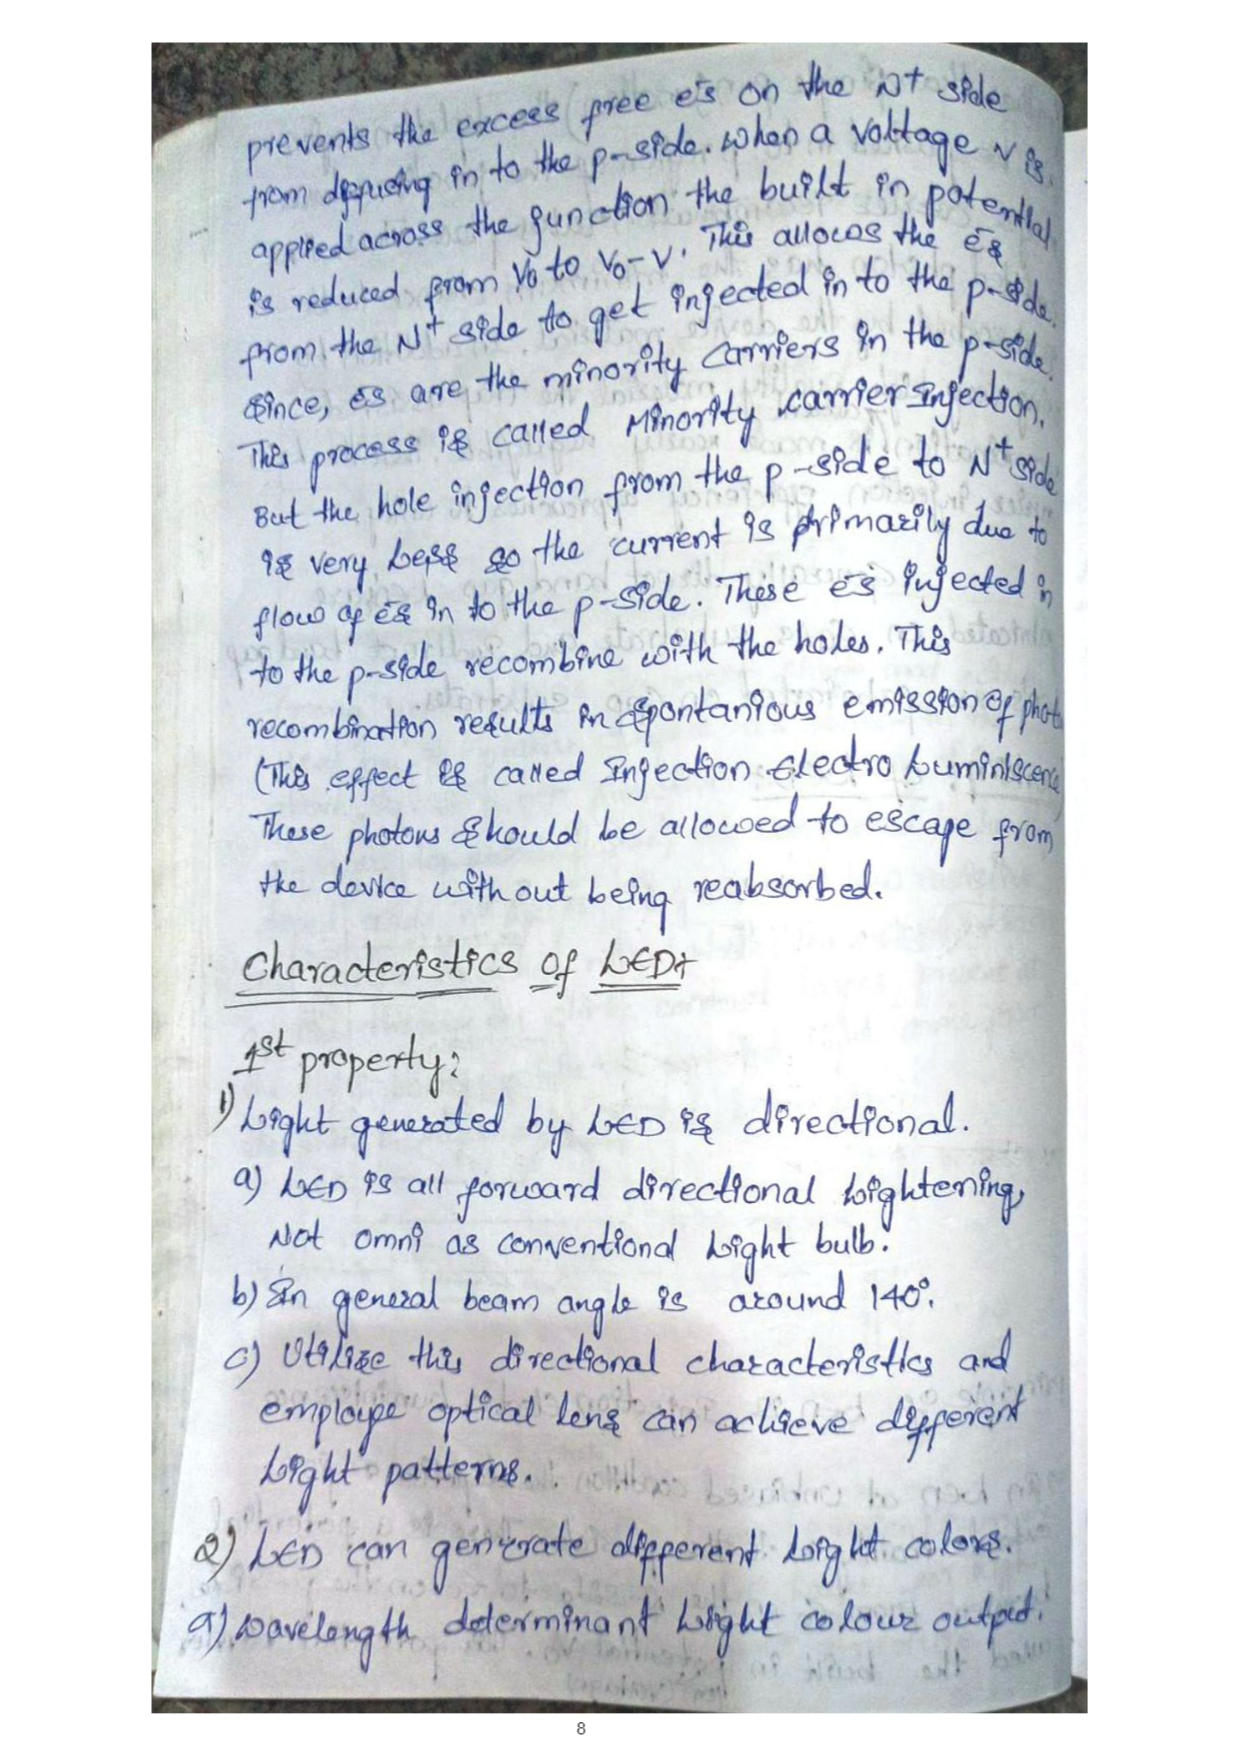 prevents the excess free e⁻s on the N⁺ side
from diffusing in to the p-side. when a voltage V is
applied across the junction the built in potential
is reduced from V₀ to V₀-V. This allows the e⁻s
from the N⁺ side to get injected in to the p-side.
Since, e⁻s are the minority carriers in the p-side.
This process is called Minority carrier Injection.
But the hole injection from the p-side to N⁺ side
is very Less so the current is primarily due to
flow of e⁻s in to the p-side. These e⁻s injected in
to the p-side recombine with the holes. This
recombination results in spontanious emission of phot
(This effect is called Injection Electro Luminiscence
These photons should be allowed to escape from
the device with out being reabsorbed.
Characteristics of LED:
1st property:
1) Light generated by LED is directional.
a) LED is all forward directional Lightening,
Not omni as conventional Light bulb.
b) In general beam angle is around 140°.
c) Utilise this directional characteristics and
employe optical lens can achieve different
Light patterns.
2) LED can generate different Light colors.
a) wavelength determinant Light colour output.
8